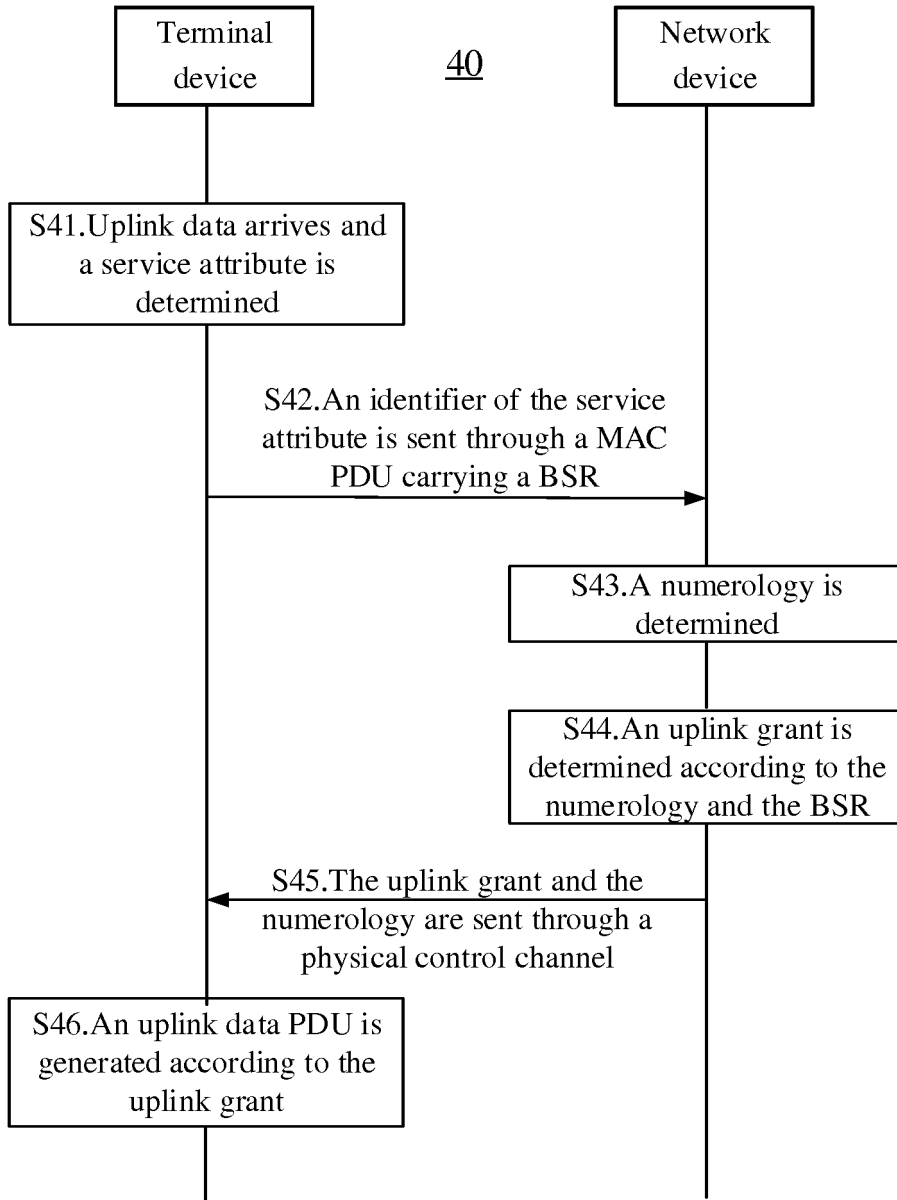 Terminal
device
40
Network
device
S41.Uplink data arrives and
a service attribute is
determined
S42.An identifier of the service
attribute is sent through a MAC
PDU carrying a BSR
S43.A numerology is
determined
S44.An uplink grant is
determined according to the
numerology and the BSR
S45.The uplink grant and the
numerology are sent through a
physical control channel
S46.An uplink data PDU is
generated according to the
uplink grant